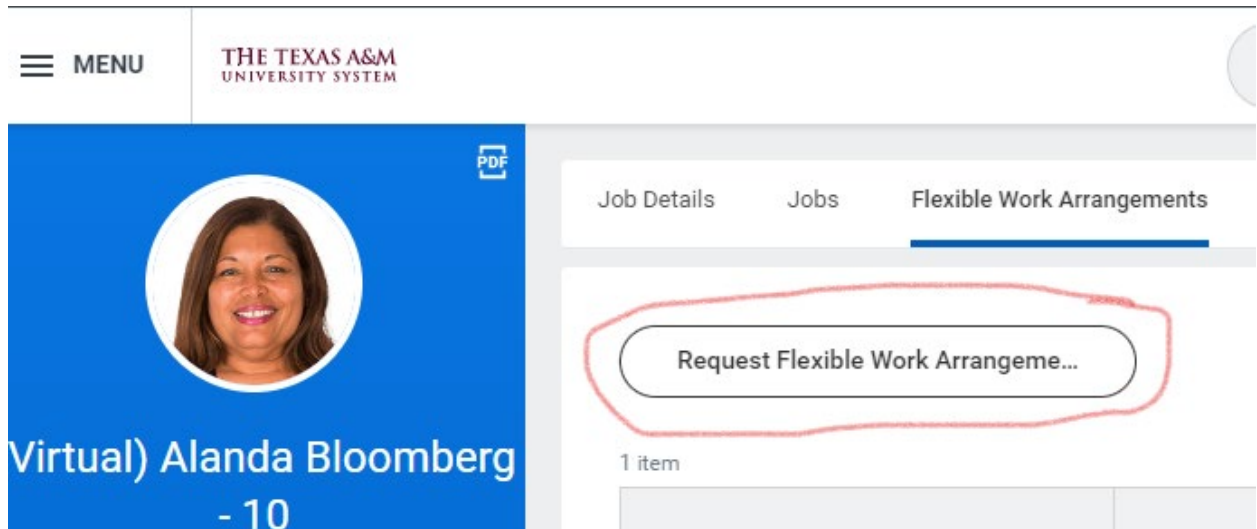 MENU
THE TEXAS A&M
UNIVERSITY SYSTEM
PDF
Job Details
Jobs
Flexible Work Arrangements
Request Flexible Work Arrangeme...
Virtual) Alanda Bloomberg
- 10
1 item